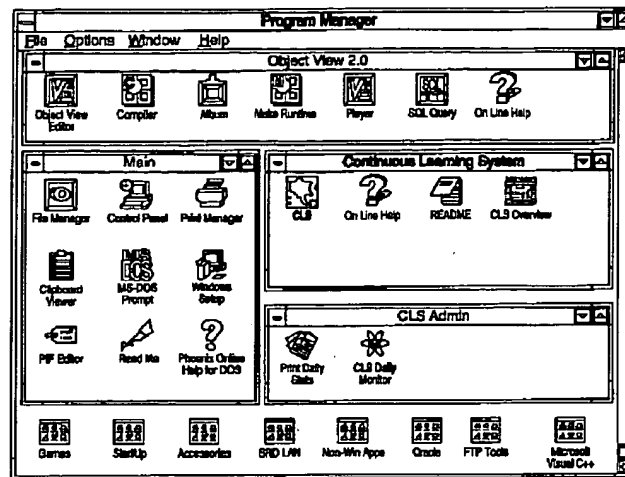 Program Manager
File Options Window Help
Object View 2.0
Object View Editor
Compiler
Album
Make Runtime
Player
SQL Query
On Line Help
Main
File Manager
Control Panel
Print Manager
Clipboard Viewer
MS-DOS Prompt
Windows Setup
PIF Editor
Read Me
Phoenix Online Help for DOS
Continuous Learning System
CLS
On Line Help
README
CLS Overview
CLS Admin
Print Daily Stats
CLS Daily Monitor
Games
StartUp
Accessories
BRD LAN
Non-Win Apps
Oracle
FTP Tools
Microsoft Visual C++